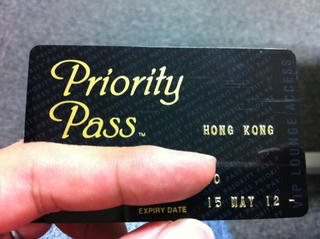 Priority
Pass™
HONG KONG
O
EXPIRY DATE
15 MAY 12
VIP LOUNGE ACCESS